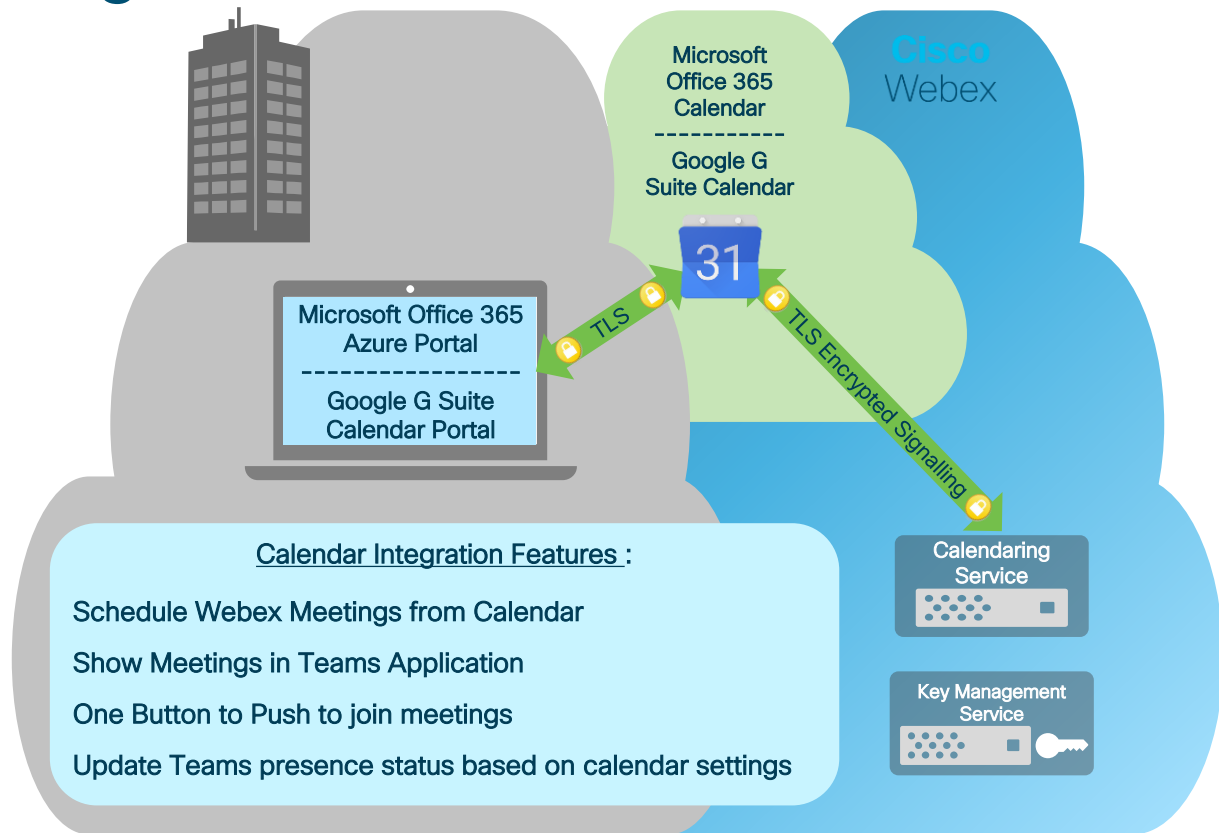 Microsoft
Office 365
Calendar
-----------
Google G
Suite Calendar
31
Cisco
Webex
Microsoft Office 365
Azure Portal
-----------------
Google G Suite
Calendar Portal
TLS
TLS Encrypted Signalling
Calendar Integration Features :
Schedule Webex Meetings from Calendar
Show Meetings in Teams Application
One Button to Push to join meetings
Update Teams presence status based on calendar settings
Calendaring
Service
Key Management
Service